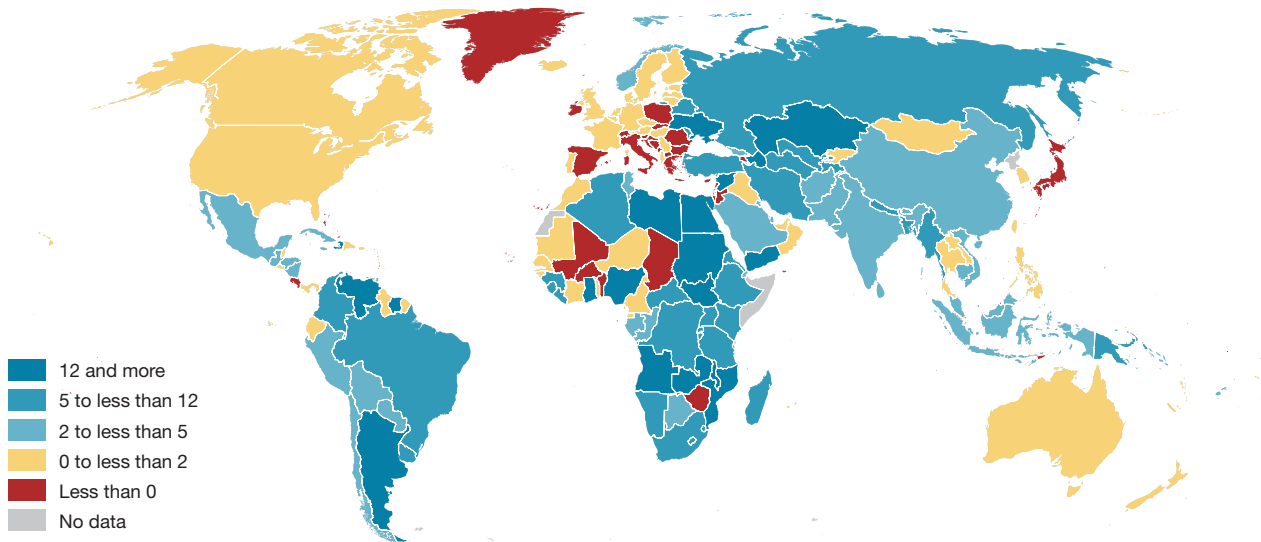 12 and more
5 to less than 12
2 to less than 5
0 to less than 2
Less than 0
No data